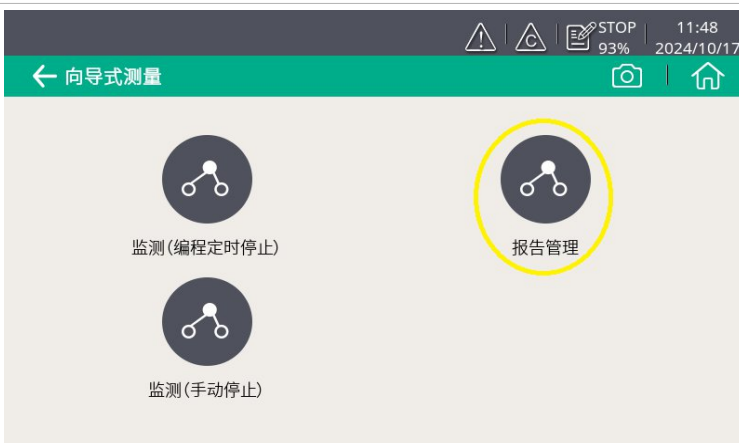 STOP 11:48
93% 2024/10/17
向导式测量
监测(编程定时停止)
报告管理
监测(手动停止)